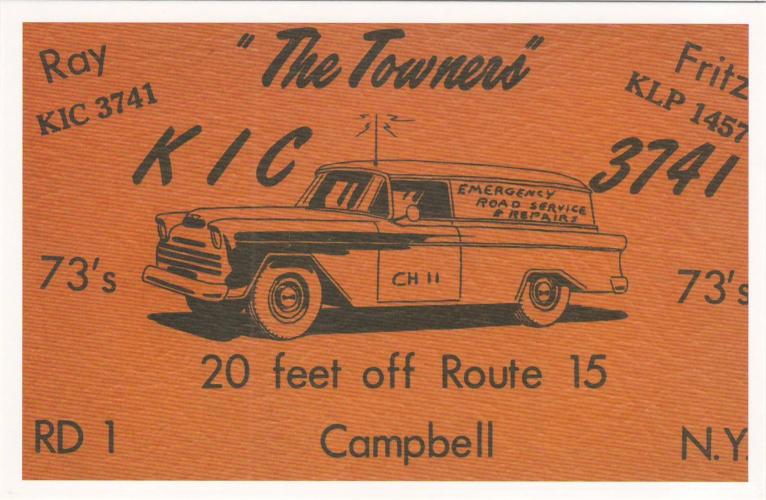 "The Towners"
Ray
KIC 3741
Fritz
KLP 1457
KIC 3741
EMERGENCY
ROAD SERVICE
& REPAIRS
CH 11
73's 73's
20 feet off Route 15
RD 1 Campbell N.Y.